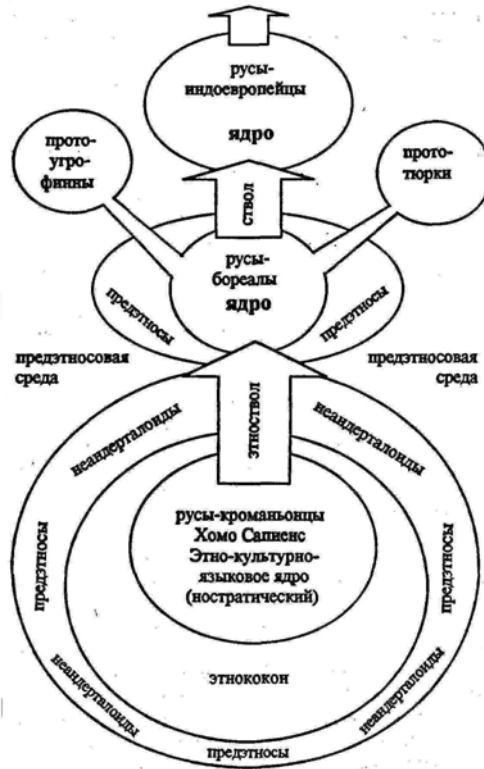 русы-
индоевропейцы
ядро
прото-
угро-
финны
прото-
тюрки
ствол
русы-
бореалы
ядро
предэтносы
предэтносы
предэтносовая
среда
предэтносовая
среда
этноствол
неандерталоиды
неандерталоиды
русы-кроманьонцы
Хомо Сапиенс
Этно-культурно-
языковое ядро
(ностратический)
предэтносы
предэтносы
этнококон
неандерталоиды
неандерталоиды
предэтносы